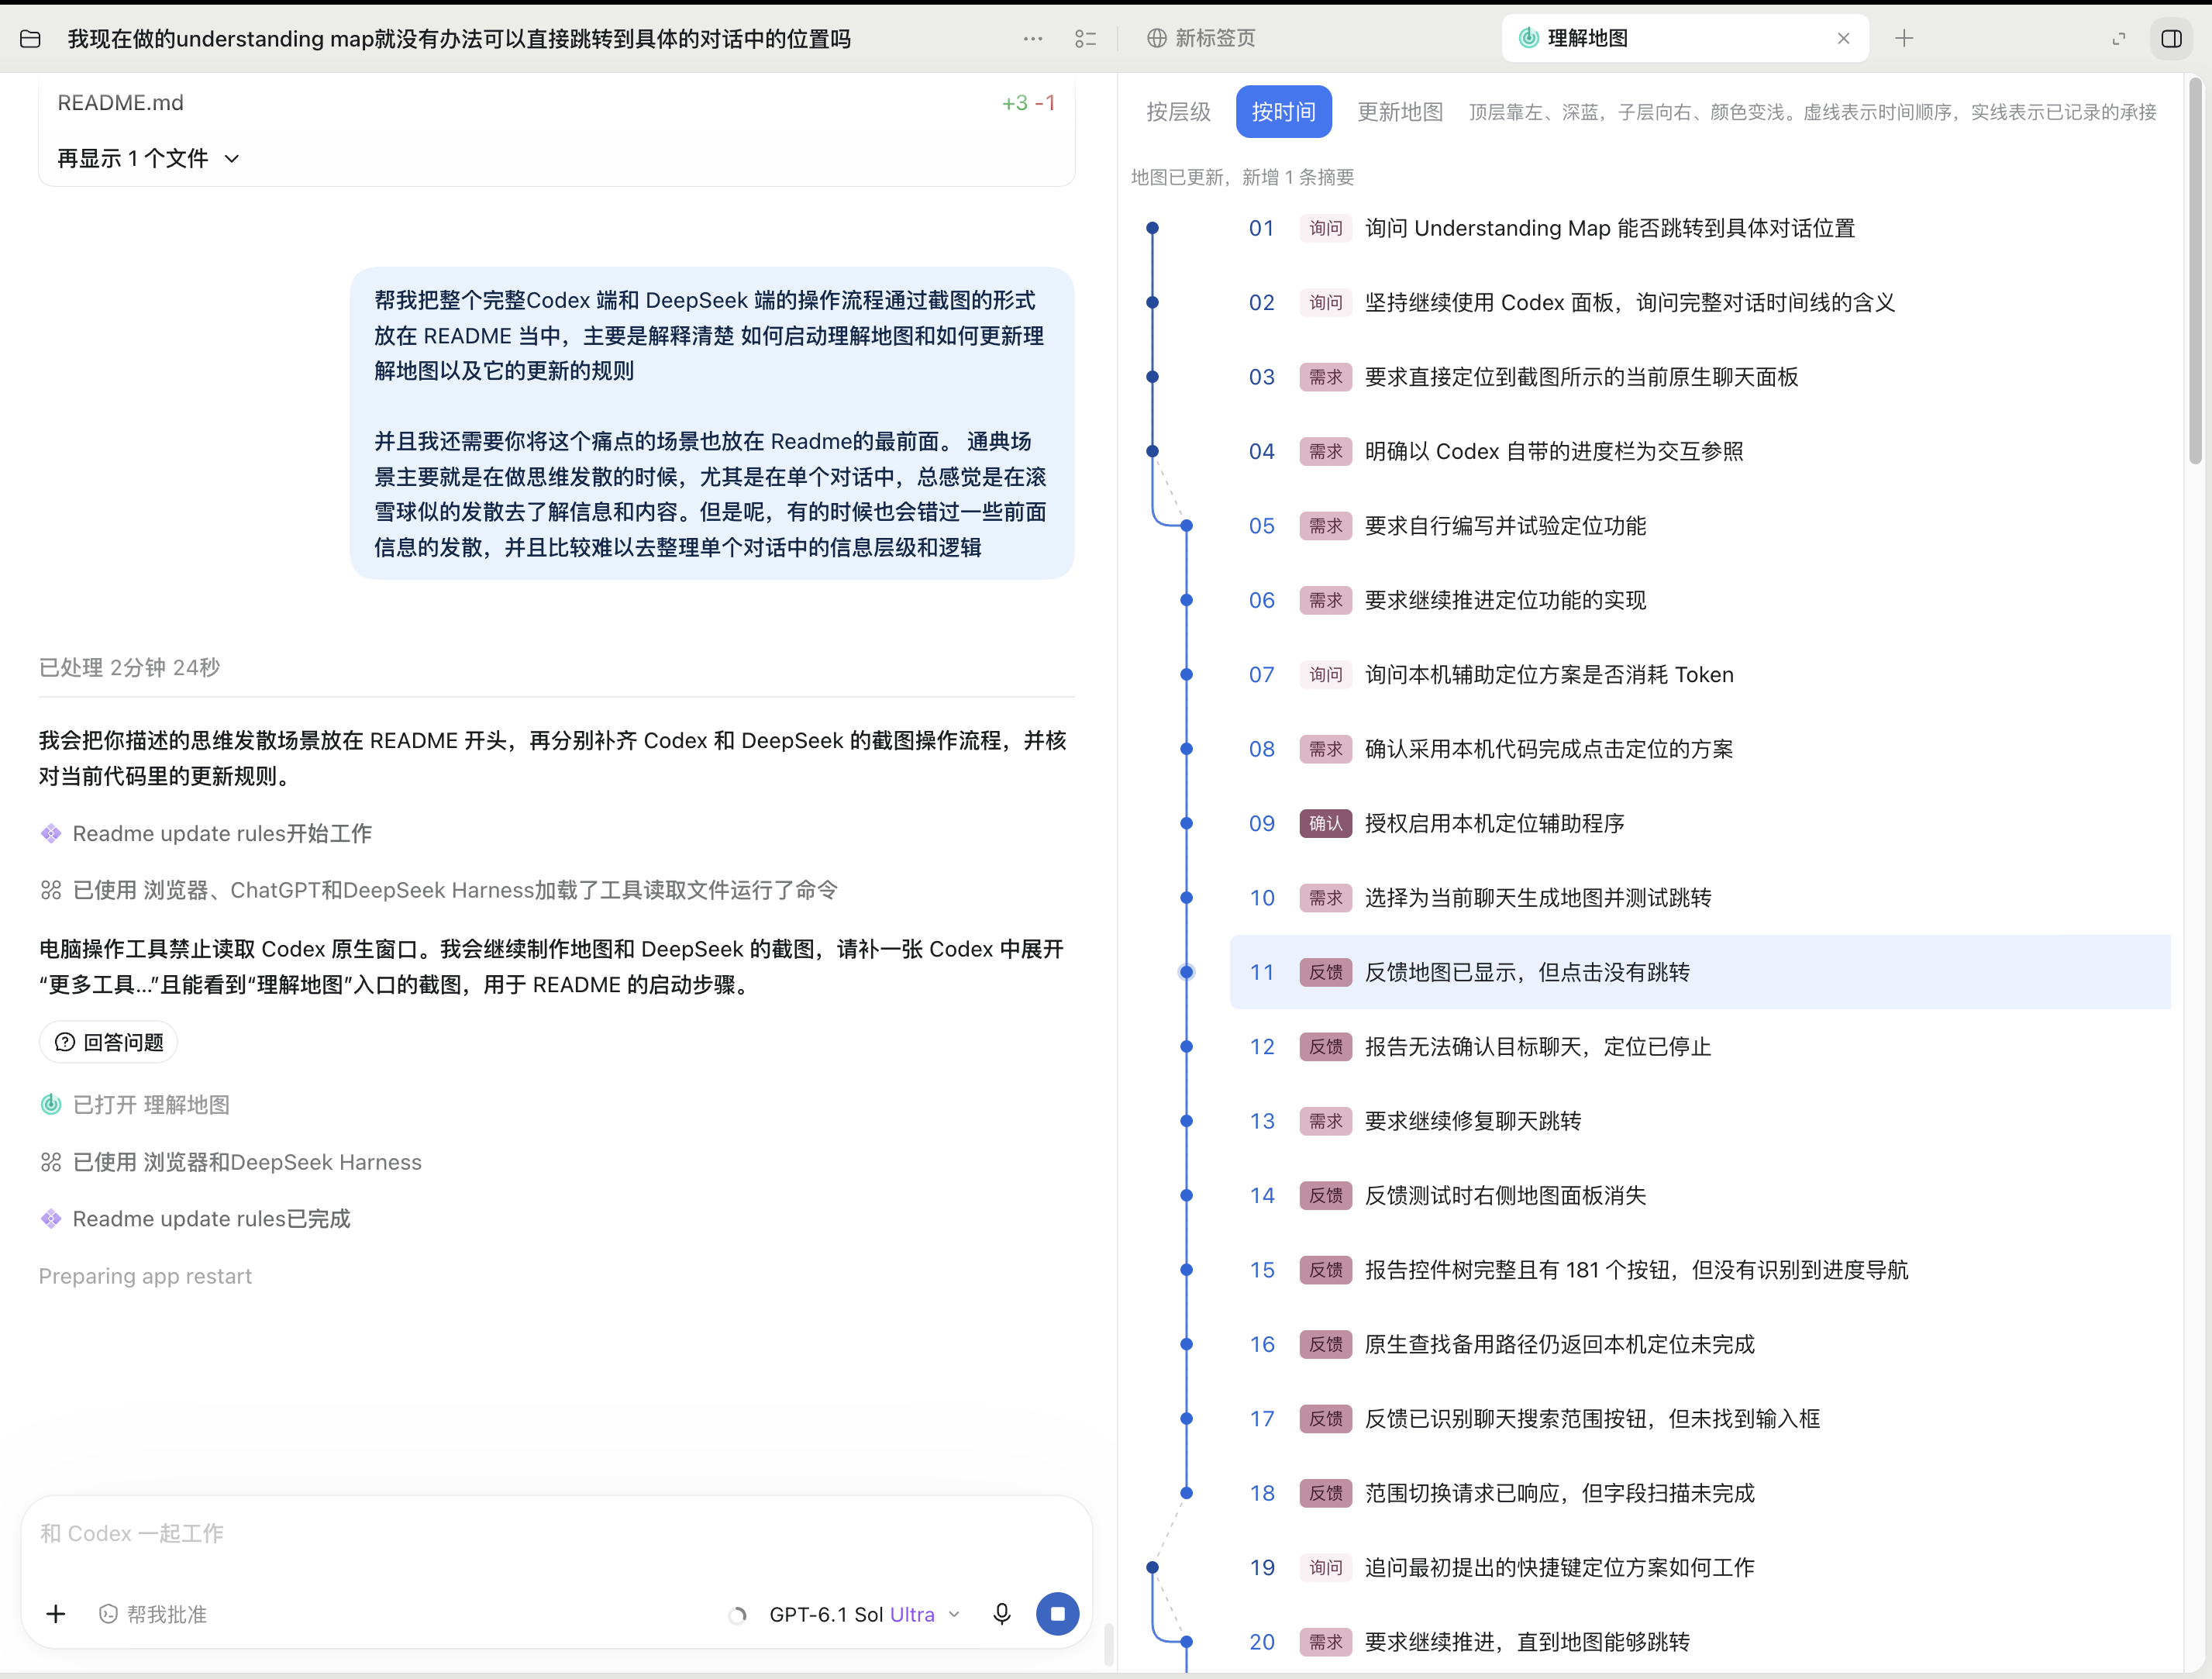 我现在做的understanding map就没有办法可以直接跳转到具体的对话中的位置吗
新标签页
理解地图
README.md
+3 -1
再显示 1 个文件
帮我把整个完整Codex 端和 DeepSeek 端的操作流程通过截图的形式
放在 README 当中，主要是解释清楚 如何启动理解地图和如何更新理
解地图以及它的更新的规则
并且我还需要你将这个痛点的场景也放在 Readme的最前面。 通典场
景主要就是在做思维发散的时候，尤其是在单个对话中，总感觉是在滚
雪球似的发散去了解信息和内容。但是呢，有的时候也会错过一些前面
信息的发散，并且比较难以去整理单个对话中的信息层级和逻辑
已处理 2分钟 24秒
我会把你描述的思维发散场景放在 README 开头，再分别补齐 Codex 和 DeepSeek 的截图操作流程，并核
对当前代码里的更新规则。
Readme update rules开始工作
已使用 浏览器、ChatGPT和DeepSeek Harness加载了工具读取文件运行了命令
电脑操作工具禁止读取 Codex 原生窗口。我会继续制作地图和 DeepSeek 的截图，请补一张 Codex 中展开
“更多工具...”且能看到“理解地图”入口的截图，用于 README 的启动步骤。
回答问题
已打开 理解地图
已使用 浏览器和DeepSeek Harness
Readme update rules已完成
Preparing app restart
和 Codex 一起工作
帮我批准
GPT-6.1 Sol Ultra
按层级
按时间
更新地图
顶层靠左、深蓝，子层向右、颜色变浅。虚线表示时间顺序，实线表示已记录的承接
地图已更新，新增 1 条摘要
01 询问 询问 Understanding Map 能否跳转到具体对话位置
02 询问 坚持继续使用 Codex 面板，询问完整对话时间线的含义
03 需求 要求直接定位到截图所示的当前原生聊天面板
04 需求 明确以 Codex 自带的进度栏为交互参照
05 需求 要求自行编写并试验定位功能
06 需求 要求继续推进定位功能的实现
07 询问 询问本机辅助定位方案是否消耗 Token
08 需求 确认采用本机代码完成点击定位的方案
09 确认 授权启用本机定位辅助程序
10 需求 选择为当前聊天生成地图并测试跳转
11 反馈 反馈地图已显示，但点击没有跳转
12 反馈 报告无法确认目标聊天，定位已停止
13 需求 要求继续修复聊天跳转
14 反馈 反馈测试时右侧地图面板消失
15 反馈 报告控件树完整且有 181 个按钮，但没有识别到进度导航
16 反馈 原生查找备用路径仍返回本机定位未完成
17 反馈 反馈已识别聊天搜索范围按钮，但未找到输入框
18 反馈 范围切换请求已响应，但字段扫描未完成
19 询问 追问最初提出的快捷键定位方案如何工作
20 需求 要求继续推进，直到地图能够跳转